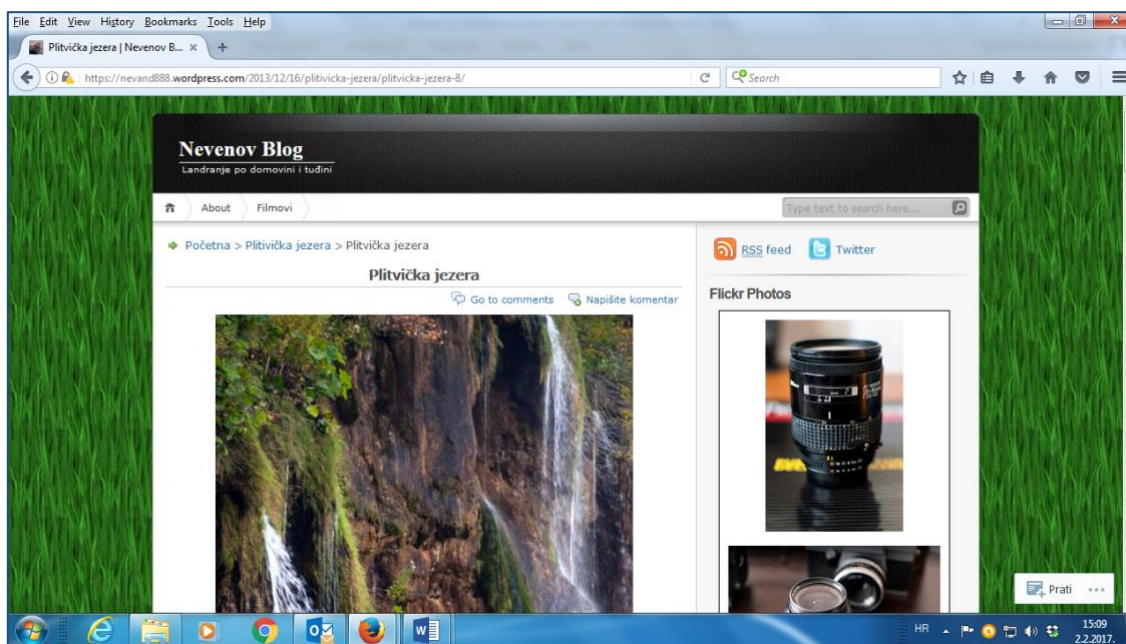 File Edit View History Bookmarks Tools Help
Plitvička jezera | Nevenov B... × +
https://nevand888.wordpress.com/2013/12/16/plitivicka-jezera/plitvicka-jezera-8/
Search
Nevenov Blog
Landranje po domovini i tuđini
About Filmovi
Type text to search here...
Početna > Plitivička jezera > Plitvička jezera
RSS feed Twitter
Plitvička jezera
Go to comments Napišite komentar
Flickr Photos
Prati
HR
15:09
2.2.2017.